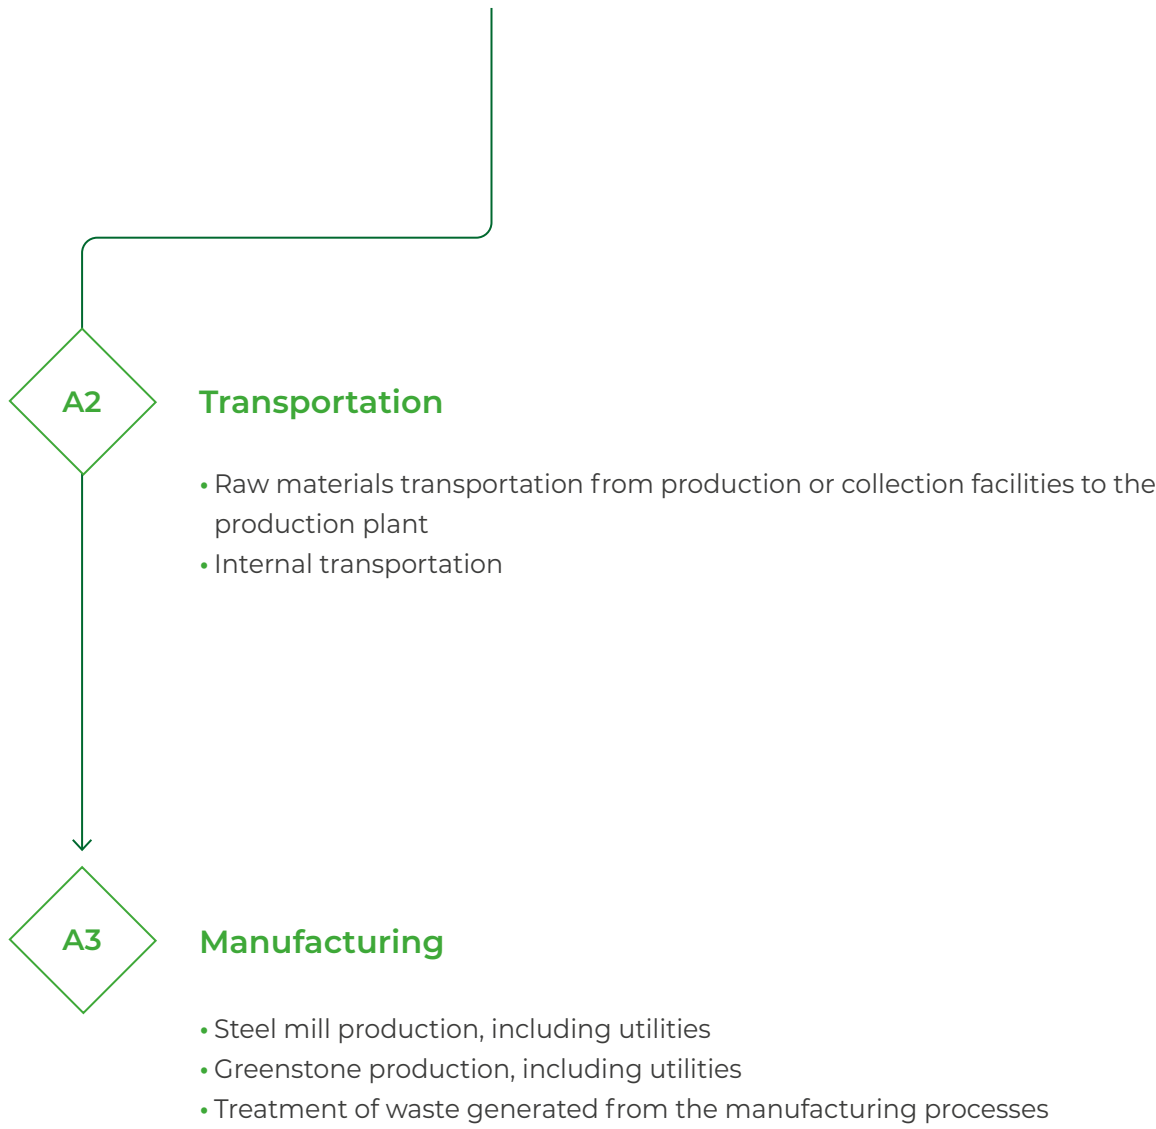 A2
Transportation
• Raw materials transportation from production or collection facilities to the
production plant
• Internal transportation
A3
Manufacturing
• Steel mill production, including utilities
• Greenstone production, including utilities
• Treatment of waste generated from the manufacturing processes